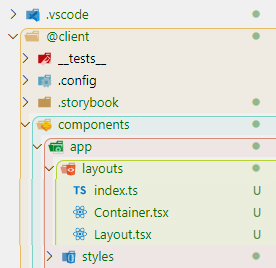 .vscode
@client
__tests__
.config
.storybook
components
app
layouts
TS index.ts U
Container.tsx U
Layout.tsx U
styles